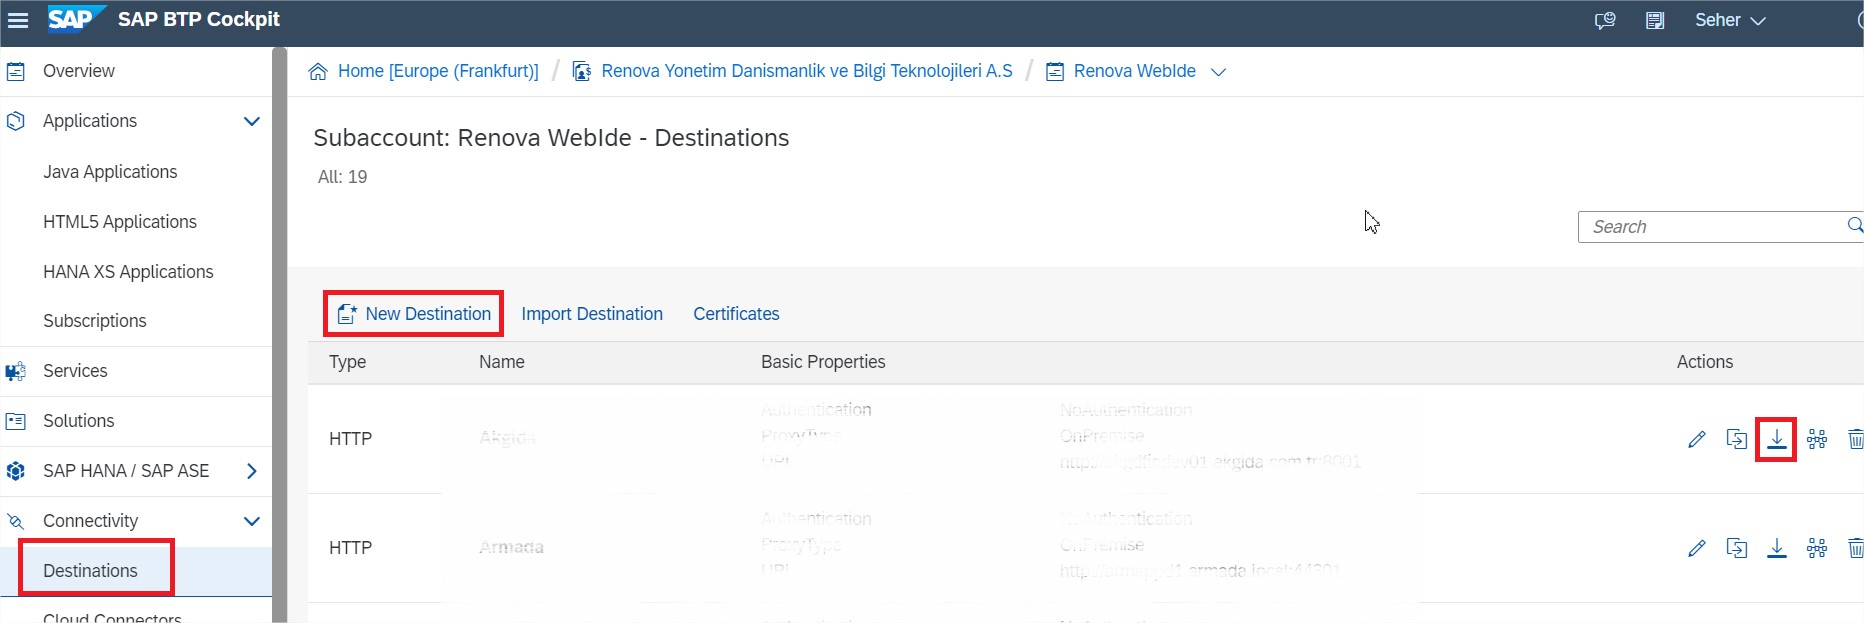 SAP SAP BTP Cockpit Seher
Overview
Home [Europe (Frankfurt)] / Renova Yonetim Danismanlik ve Bilgi Teknolojileri A.S / Renova WebIde
Applications
Java Applications
HTML5 Applications
HANA XS Applications
Subscriptions
Services
Solutions
SAP HANA / SAP ASE
Connectivity
Destinations
Cloud Connectors
Subaccount: Renova WebIde - Destinations
All: 19
Search
New Destination Import Destination Certificates
Type Name Basic Properties Actions
HTTP Akgida
Authentication NoAuthentication
ProxyType OnPremise
URL
HTTP Armada
Authentication NoAuthentication
ProxyType OnPremise
URL